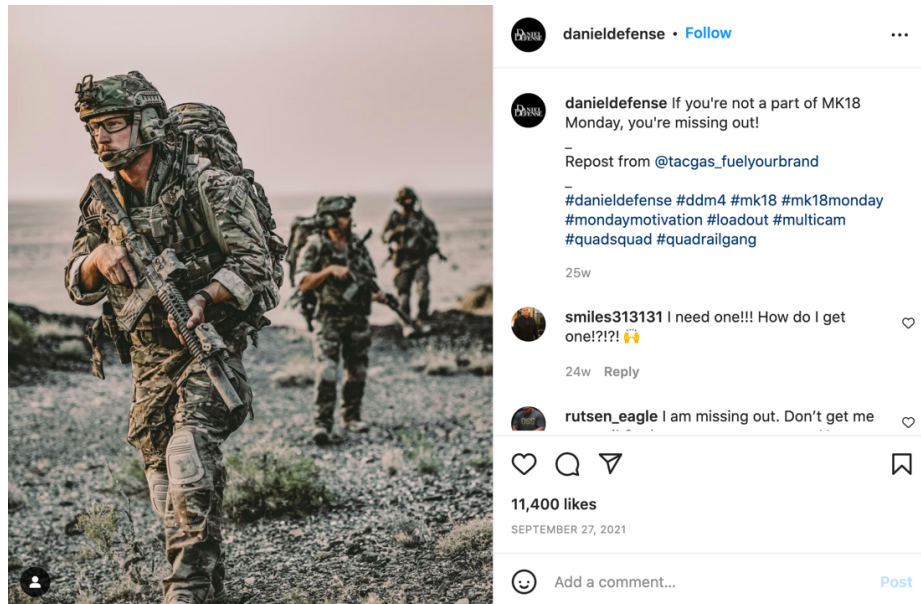 danieldefense • Follow
danieldefense If you're not a part of MK18
Monday, you're missing out!
_
Repost from @tacgas_fuelyourbrand
_
#danieldefense #ddm4 #mk18 #mk18monday
#mondaymotivation #loadout #multicam
#quadsquad #quadrailgang
25w
smiles313131 I need one!!! How do I get
one!?!?! 🙌
24w Reply
rutsen_eagle I am missing out. Don’t get me
11,400 likes
SEPTEMBER 27, 2021
Add a comment...
Post